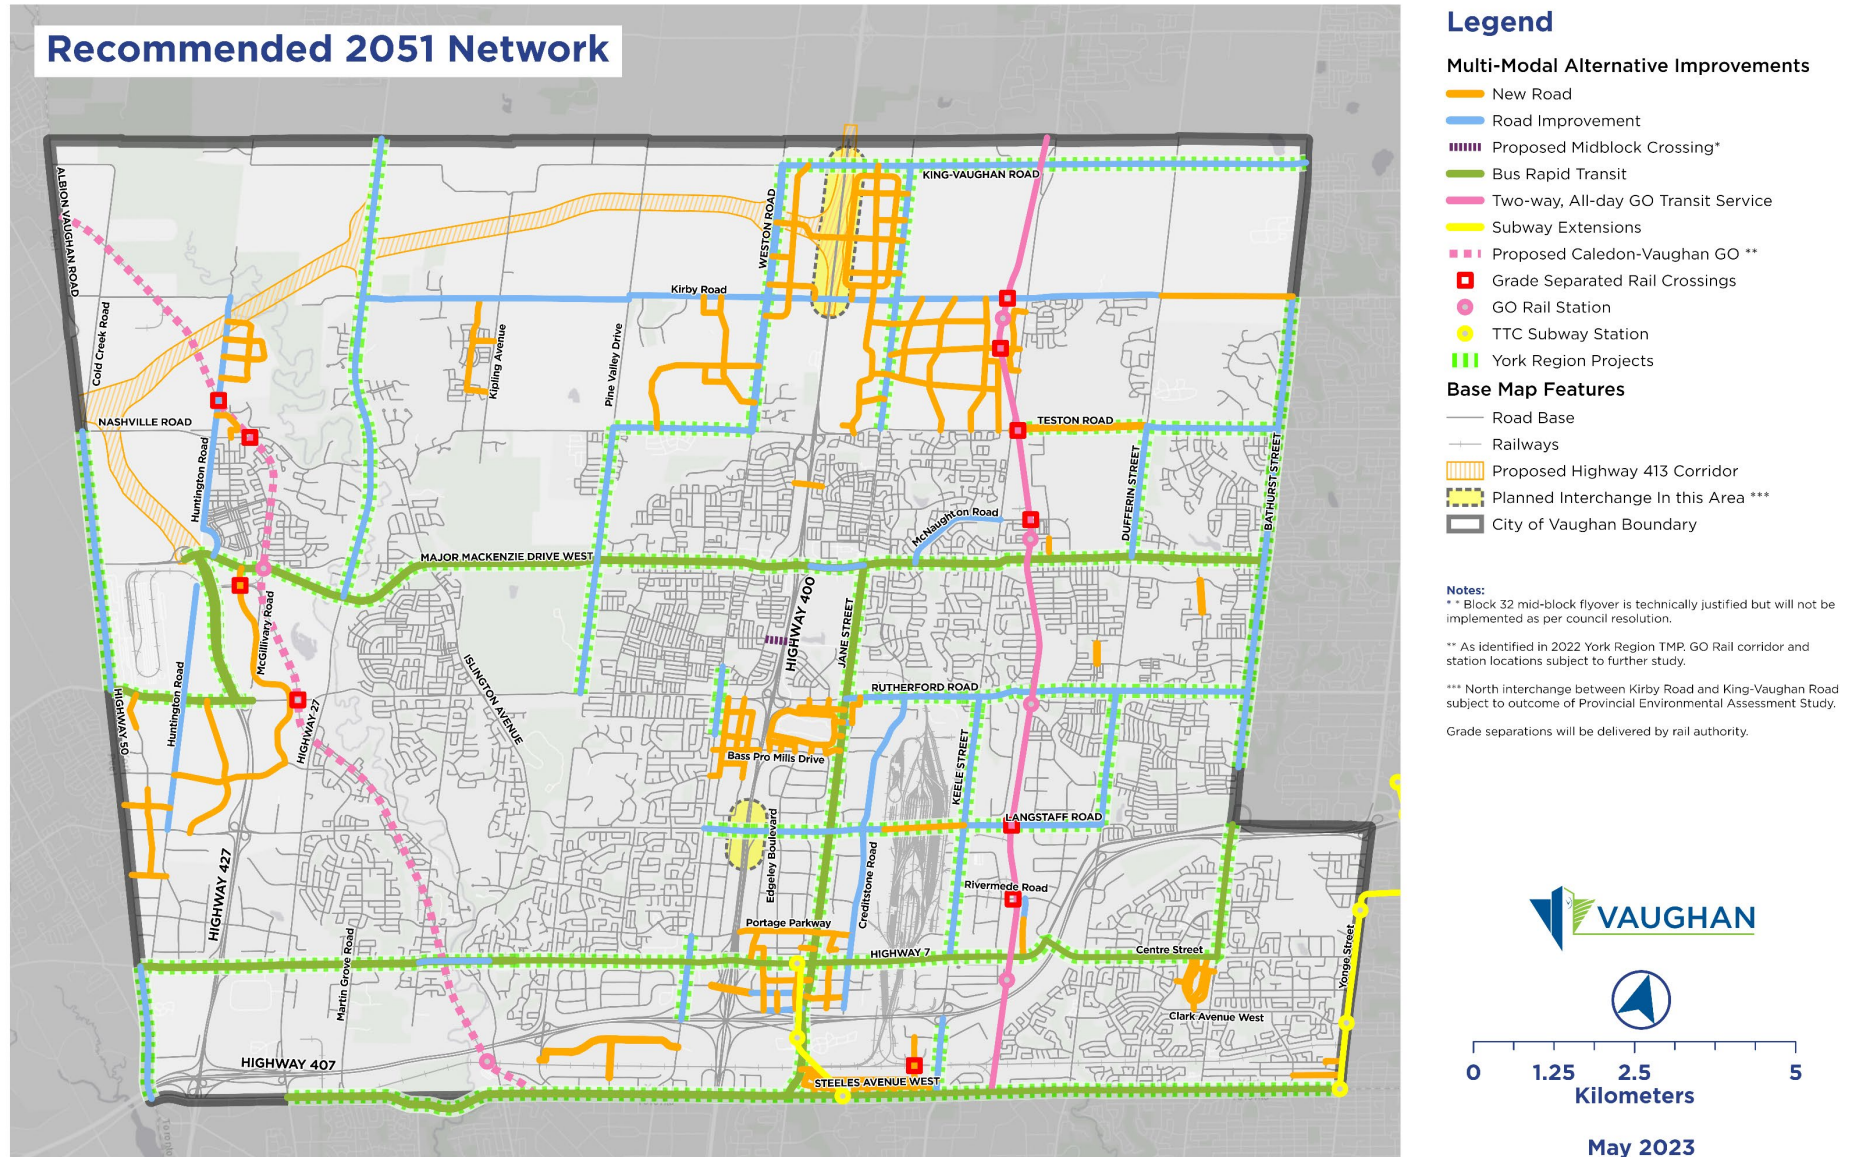 Recommended 2051 Network
ALBION VAUGHAN ROAD
KING-VAUGHAN ROAD
WESTON ROAD
Kirby Road
Cold Creek Road
Kipling Avenue
Pine Valley Drive
NASHVILLE ROAD
TESTON ROAD
Huntington Road
DUFFERIN STREET
BATHURST STREET
McNaughton Road
MAJOR MACKENZIE DRIVE WEST
HIGHWAY 400
JANE STREET
McGillivary Road
ISLINGTON AVENUE
HIGHWAY 50
Huntington Road
HIGHWAY 27
RUTHERFORD ROAD
Bass Pro Mills Drive
KEELE STREET
LANGSTAFF ROAD
Edgeley Boulevard
Creditstone Road
HIGHWAY 427
Rivermede Road
Portage Parkway
HIGHWAY 7
Centre Street
Martin Grove Road
Yonge Street
Clark Avenue West
HIGHWAY 407
STEELES AVENUE WEST
Legend
Multi-Modal Alternative Improvements
New Road
Road Improvement
Proposed Midblock Crossing*
Bus Rapid Transit
Two-way, All-day GO Transit Service
Subway Extensions
Proposed Caledon-Vaughan GO **
Grade Separated Rail Crossings
GO Rail Station
TTC Subway Station
York Region Projects
Base Map Features
Road Base
Railways
Proposed Highway 413 Corridor
Planned Interchange In this Area ***
City of Vaughan Boundary
Notes:
* * Block 32 mid-block flyover is technically justified but will not be
implemented as per council resolution.
** As identified in 2022 York Region TMP. GO Rail corridor and
station locations subject to further study.
*** North interchange between Kirby Road and King-Vaughan Road
subject to outcome of Provincial Environmental Assessment Study.
Grade separations will be delivered by rail authority.
VAUGHAN
0 1.25 2.5 5
Kilometers
May 2023